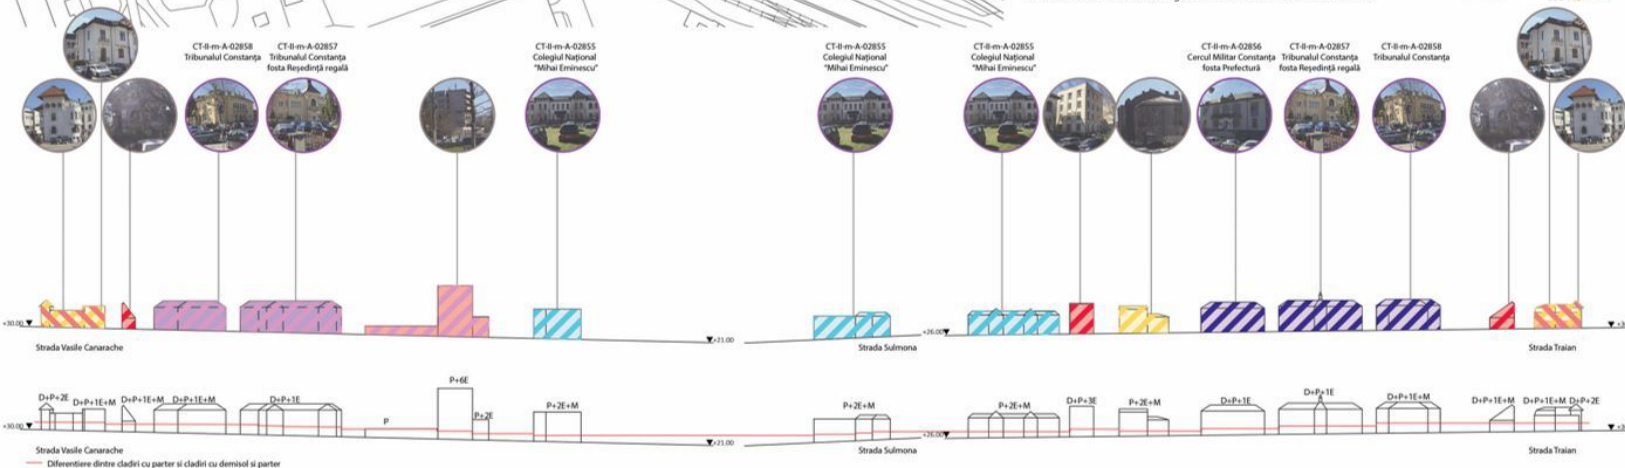 CT-II-m-A-02858
Tribunalul Constanța
CT-II-m-A-02857
Tribunalul Constanța
fosta Reședință regală
CT-II-m-A-02855
Colegiul Național
"Mihai Eminescu"
CT-II-m-A-02855
Colegiul Național
"Mihai Eminescu"
CT-II-m-A-02855
Colegiul Național
"Mihai Eminescu"
CT-II-m-A-02856
Cercul Militar Constanța
fosta Prefectură
CT-II-m-A-02857
Tribunalul Constanța
fosta Reședință regală
CT-II-m-A-02858
Tribunalul Constanța
+30.00
Strada Vasile Canarache
+21.00
Strada Sulmona
+26.00
Strada Traian
D+P+2E
D+P+1E+M
D+P+1E+M
D+P+1E+M
D+P+1E
P
P+6E
P+2E
P+2E+M
P+2E+M
P+2E+M
D+P+3E
P+2E+M
D+P+1E
D+P+1E
D+P+1E+M
D+P+1E+M
D+P+1E+M
D+P+2E
+30.00
Strada Vasile Canarache
+21.00
Strada Sulmona
+26.00
Strada Traian
Diferentiere dintre cladiri cu parter si cladiri cu demisol si parter